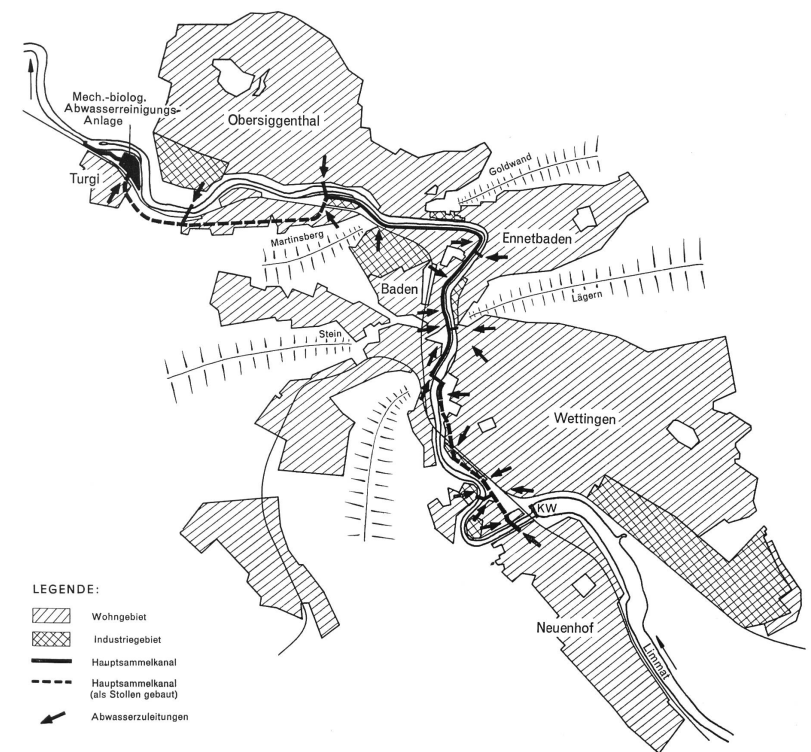 Mech.-biolog.
Abwasserreinigungs-
Anlage
Obersiggenthal
Turgi
Goldwand
Martinsberg
Ennetbaden
Baden
Lägern
Stein
Wettingen
KW
Neuenhof
Limmat
LEGENDE:
Wohngebiet
Industriegebiet
Hauptsammelkanal
Hauptsammelkanal
(als Stollen gebaut)
Abwasserzuleitungen